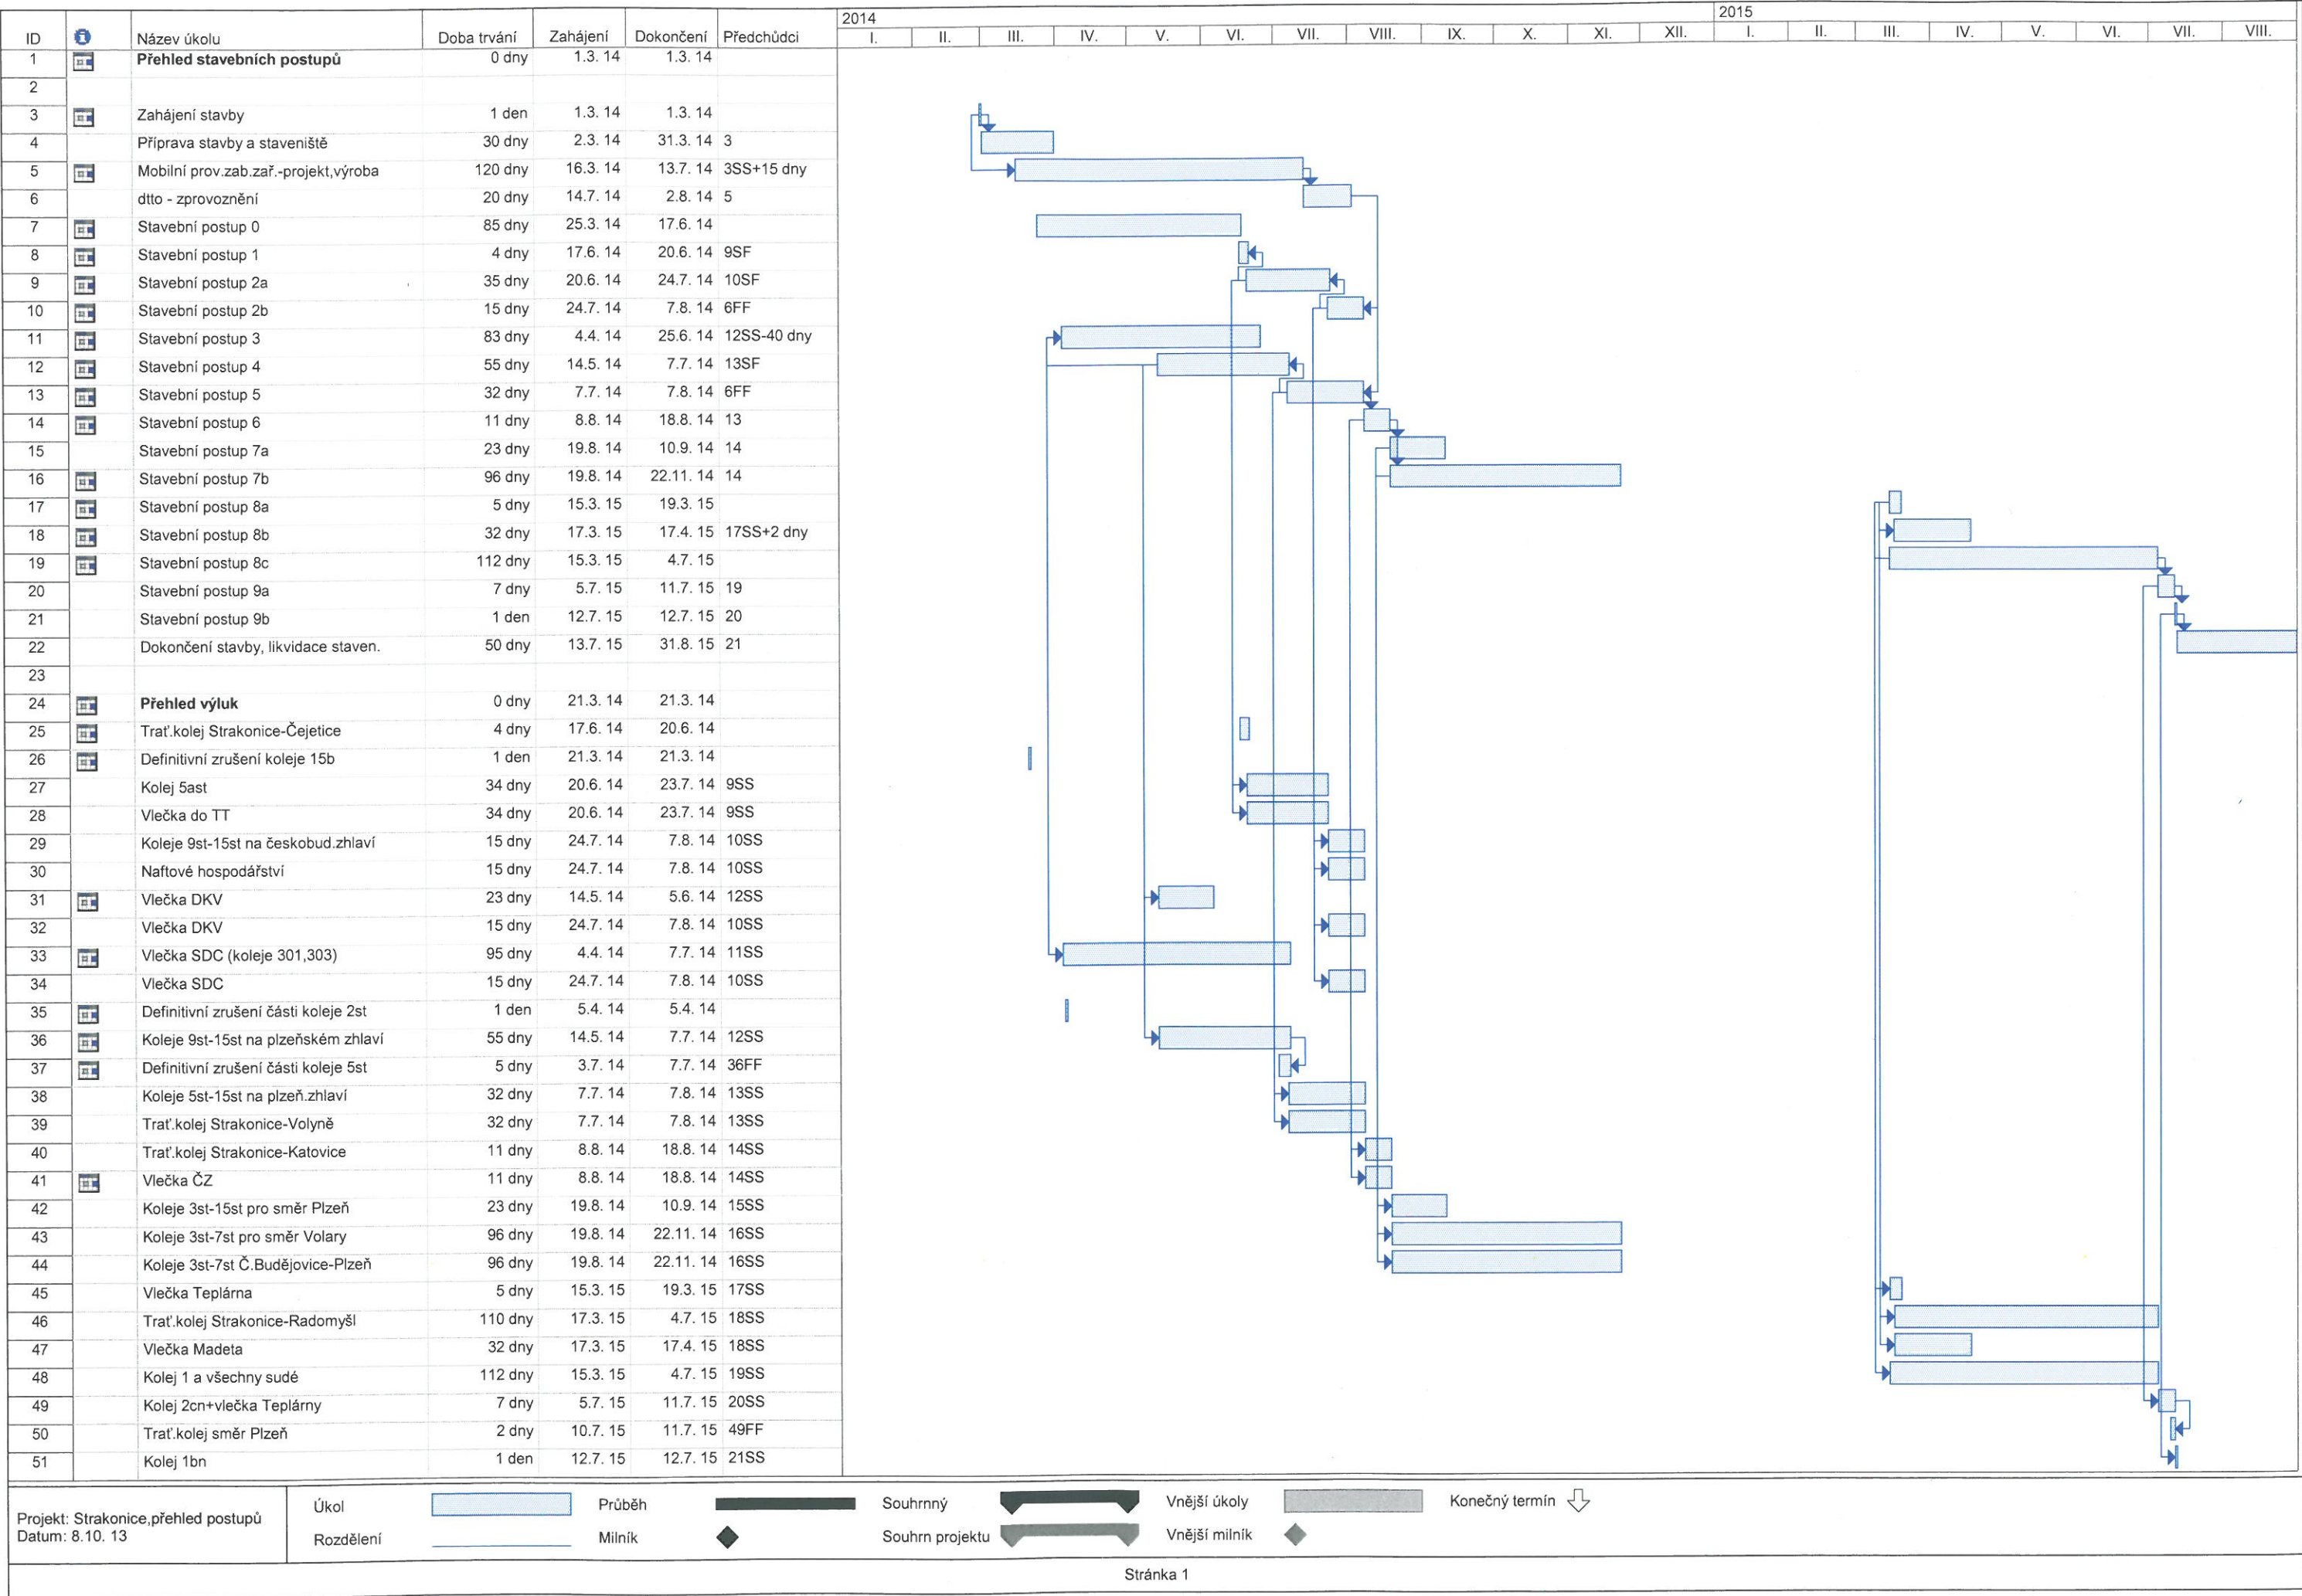 2014 2015
ID Název úkolu Doba trvání Zahájení Dokončení Předchůdci I. II. III. IV. V. VI. VII. VIII. IX. X. XI. XII. I. II. III. IV. V. VI. VII. VIII.
1 Přehled stavebních postupů 0 dny 1.3. 14 1.3. 14
2
3 Zahájení stavby 1 den 1.3. 14 1.3. 14
4 Příprava stavby a staveniště 30 dny 2.3. 14 31.3. 14 3
5 Mobilní prov.zab.zař.-projekt,výroba 120 dny 16.3. 14 13.7. 14 3SS+15 dny
6 dtto - zprovoznění 20 dny 14.7. 14 2.8. 14 5
7 Stavební postup 0 85 dny 25.3. 14 17.6. 14
8 Stavební postup 1 4 dny 17.6. 14 20.6. 14 9SF
9 Stavební postup 2a 35 dny 20.6. 14 24.7. 14 10SF
10 Stavební postup 2b 15 dny 24.7. 14 7.8. 14 6FF
11 Stavební postup 3 83 dny 4.4. 14 25.6. 14 12SS-40 dny
12 Stavební postup 4 55 dny 14.5. 14 7.7. 14 13SF
13 Stavební postup 5 32 dny 7.7. 14 7.8. 14 6FF
14 Stavební postup 6 11 dny 8.8. 14 18.8. 14 13
15 Stavební postup 7a 23 dny 19.8. 14 10.9. 14 14
16 Stavební postup 7b 96 dny 19.8. 14 22.11. 14 14
17 Stavební postup 8a 5 dny 15.3. 15 19.3. 15
18 Stavební postup 8b 32 dny 17.3. 15 17.4. 15 17SS+2 dny
19 Stavební postup 8c 112 dny 15.3. 15 4.7. 15
20 Stavební postup 9a 7 dny 5.7. 15 11.7. 15 19
21 Stavební postup 9b 1 den 12.7. 15 12.7. 15 20
22 Dokončení stavby, likvidace staven. 50 dny 13.7. 15 31.8. 15 21
23
24 Přehled výluk 0 dny 21.3. 14 21.3. 14
25 Trať.kolej Strakonice-Čejetice 4 dny 17.6. 14 20.6. 14
26 Definitivní zrušení koleje 15b 1 den 21.3. 14 21.3. 14
27 Kolej 5ast 34 dny 20.6. 14 23.7. 14 9SS
28 Vlečka do TT 34 dny 20.6. 14 23.7. 14 9SS
29 Koleje 9st-15st na českobud.zhlaví 15 dny 24.7. 14 7.8. 14 10SS
30 Naftové hospodářství 15 dny 24.7. 14 7.8. 14 10SS
31 Vlečka DKV 23 dny 14.5. 14 5.6. 14 12SS
32 Vlečka DKV 15 dny 24.7. 14 7.8. 14 10SS
33 Vlečka SDC (koleje 301,303) 95 dny 4.4. 14 7.7. 14 11SS
34 Vlečka SDC 15 dny 24.7. 14 7.8. 14 10SS
35 Definitivní zrušení části koleje 2st 1 den 5.4. 14 5.4. 14
36 Koleje 9st-15st na plzeňském zhlaví 55 dny 14.5. 14 7.7. 14 12SS
37 Definitivní zrušení části koleje 5st 5 dny 3.7. 14 7.7. 14 36FF
38 Koleje 5st-15st na plzeň.zhlaví 32 dny 7.7. 14 7.8. 14 13SS
39 Trať.kolej Strakonice-Volyně 32 dny 7.7. 14 7.8. 14 13SS
40 Trať.kolej Strakonice-Katovice 11 dny 8.8. 14 18.8. 14 14SS
41 Vlečka ČZ 11 dny 8.8. 14 18.8. 14 14SS
42 Koleje 3st-15st pro směr Plzeň 23 dny 19.8. 14 10.9. 14 15SS
43 Koleje 3st-7st pro směr Volary 96 dny 19.8. 14 22.11. 14 16SS
44 Koleje 3st-7st Č.Budějovice-Plzeň 96 dny 19.8. 14 22.11. 14 16SS
45 Vlečka Teplárna 5 dny 15.3. 15 19.3. 15 17SS
46 Trať.kolej Strakonice-Radomyšl 110 dny 17.3. 15 4.7. 15 18SS
47 Vlečka Madeta 32 dny 17.3. 15 17.4. 15 18SS
48 Kolej 1 a všechny sudé 112 dny 15.3. 15 4.7. 15 19SS
49 Kolej 2cn+vlečka Teplárny 7 dny 5.7. 15 11.7. 15 20SS
50 Trať.kolej směr Plzeň 2 dny 10.7. 15 11.7. 15 49FF
51 Kolej 1bn 1 den 12.7. 15 12.7. 15 21SS
Projekt: Strakonice,přehled postupů
Datum: 8.10. 13
Úkol Průběh Souhrnný Vnější úkoly Konečný termín
Rozdělení Milník Souhrn projektu Vnější milník
Stránka 1